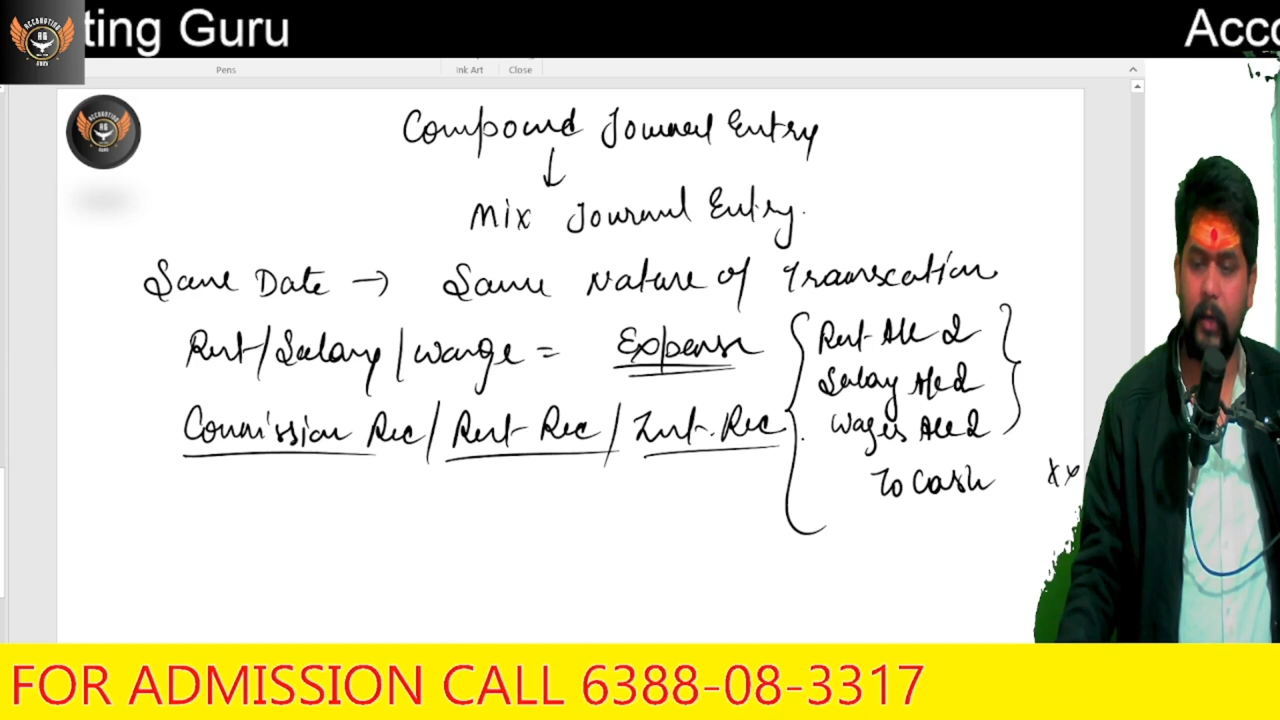 ting Guru
Acco
Pens
Ink Art
Close
Compound Journal Entry
↓
Mix Journal Entry.
Same Date → Same Nature of Transcation
Rent/Salary/wage = Expense
Rent A/c Dr
Salary A/c Dr
Wages A/c Dr
To Cash xx
Commission Rec/Rent Rec/Int. Rec
FOR ADMISSION CALL 6388-08-3317